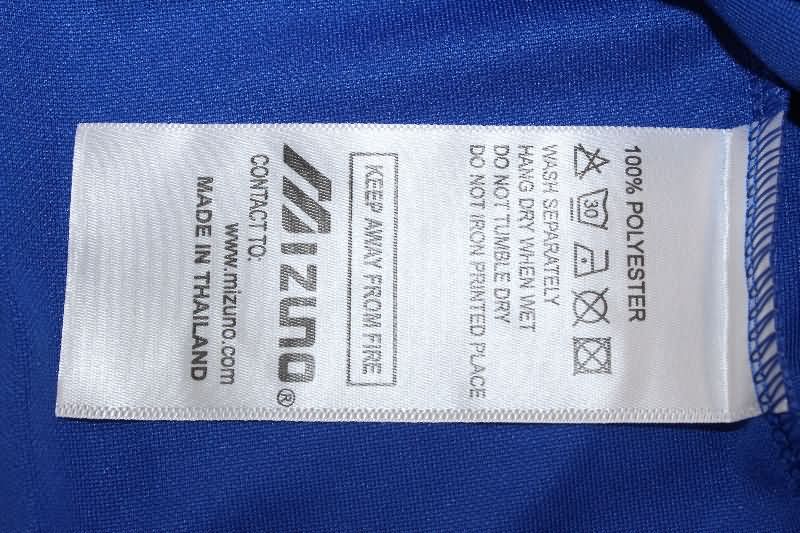 100% POLYESTER
30
WASH SEPARATELY
HANG DRY WHEN WET
DO NOT TUMBLE DRY
DO NOT IRON PRINTED PLACE
KEEP AWAY FROM FIRE
MIZUNO®
CONTACT TO:
www.mizuno.com
MADE IN THAILAND